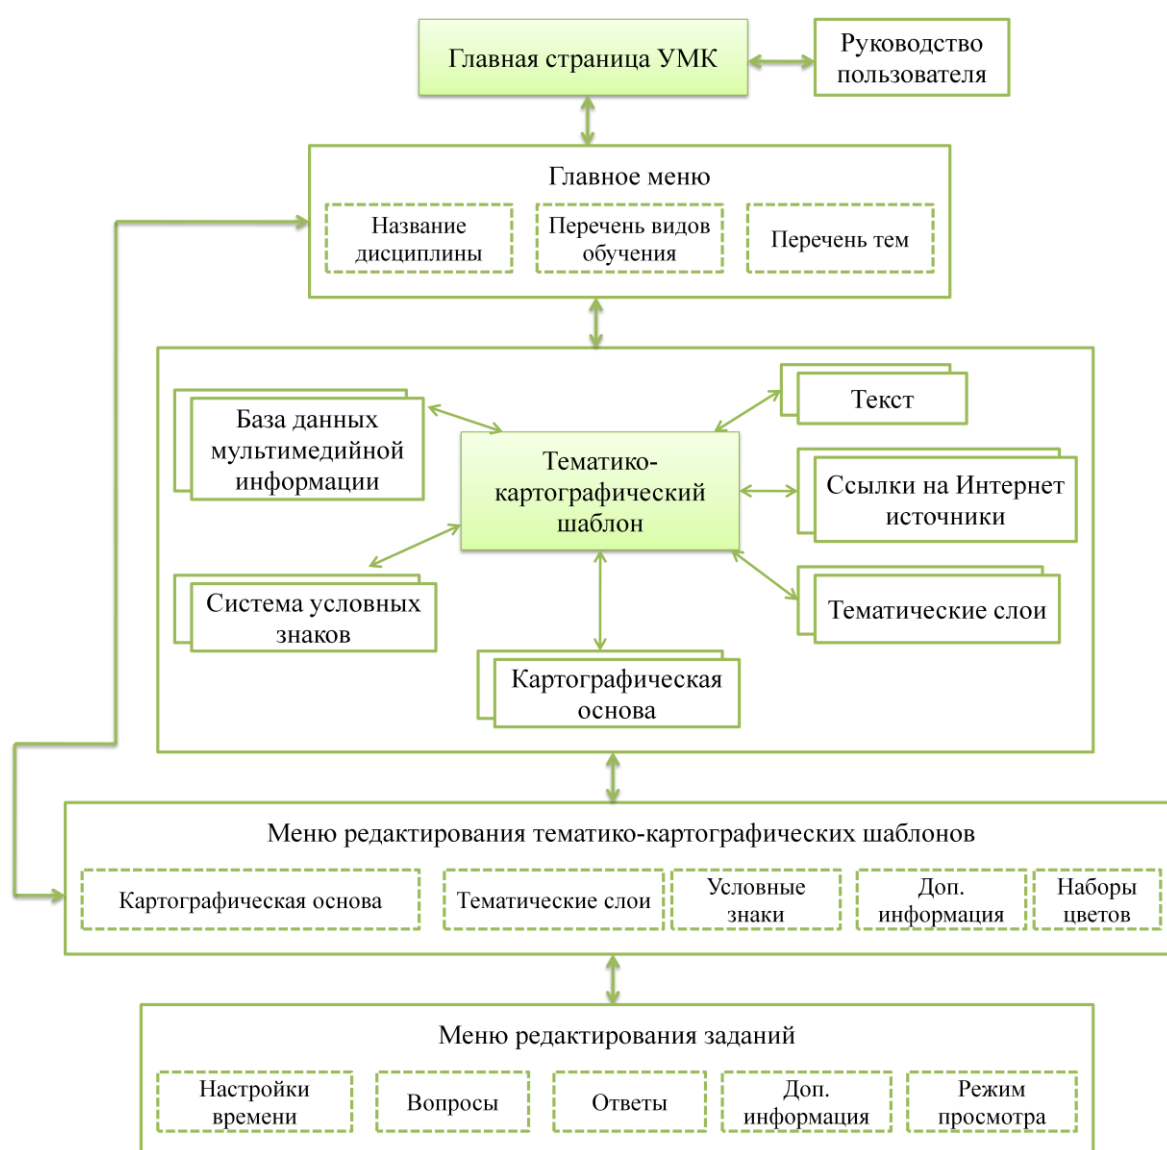 Главная страница УМК
Руководство
пользователя
Главное меню
Название
дисциплины
Перечень видов
обучения
Перечень тем
База данных
мультимедийной
информации
Текст
Тематико-
картографический
шаблон
Ссылки на Интернет
источники
Система условных
знаков
Тематические слои
Картографическая
основа
Меню редактирования тематико-картографических шаблонов
Картографическая основа
Тематические слои
Условные
знаки
Доп.
информация
Наборы
цветов
Меню редактирования заданий
Настройки
времени
Вопросы
Ответы
Доп.
информация
Режим
просмотра